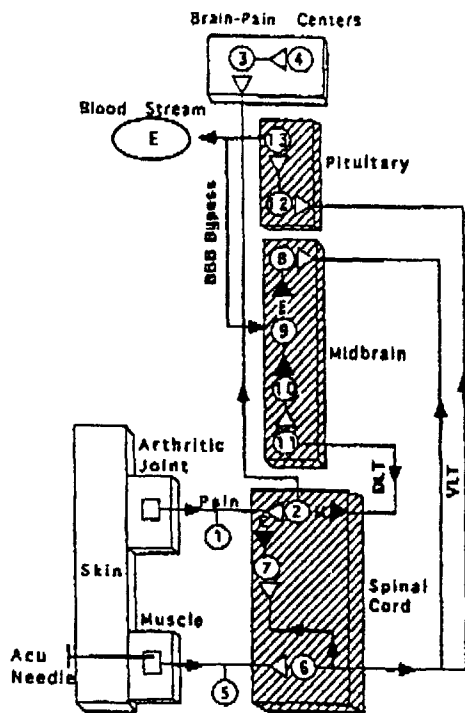 Brain-Pain Centers
3
4
Blood Stream
E
13
Pituitary
12
BBB Bypass
8
E
9
Midbrain
10
11
DLT
VLT
Arthritic
Joint
Pain
1
2
M
E
7
Skin
Spinal
Cord
Muscle
Acu
Needle
5
6